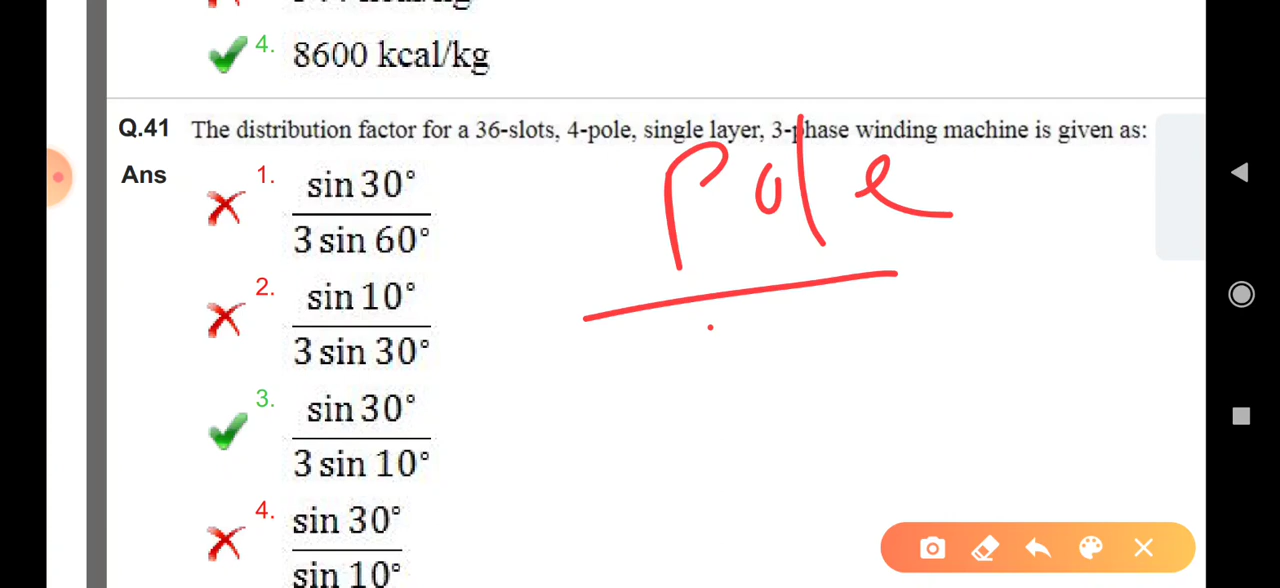 4. 8600 kcal/kg
Q.41 The distribution factor for a 36-slots, 4-pole, single layer, 3-phase winding machine is given as:
Ans
1. sin 30°
3 sin 60°
2. sin 10°
3 sin 30°
3. sin 30°
3 sin 10°
4. sin 30°
sin 10°
Pole